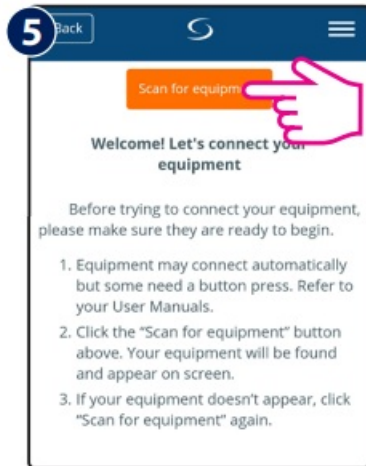 5
Back
Scan for equipm
Welcome! Let's connect your
equipment
Before trying to connect your equipment,
please make sure they are ready to begin.
1. Equipment may connect automatically
but some need a button press. Refer to
your User Manuals.
2. Click the “Scan for equipment” button
above. Your equipment will be found
and appear on screen.
3. If your equipment doesn’t appear, click
“Scan for equipment” again.